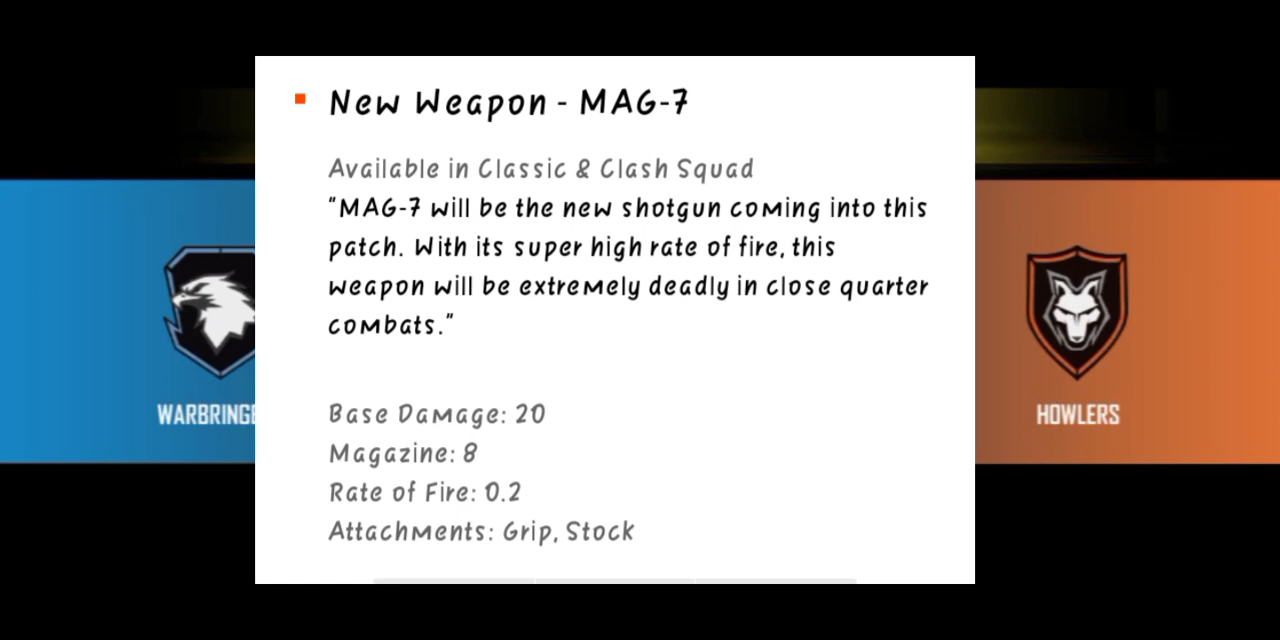 New Weapon - MAG-7
Available in Classic & Clash Squad
"MAG-7 will be the new shotgun coming into this
patch. With its super high rate of fire, this
weapon will be extremely deadly in close quarter
combats."
Base Damage: 20
Magazine: 8
Rate of Fire: 0.2
Attachments: Grip, Stock
WARBRINGE
HOWLERS